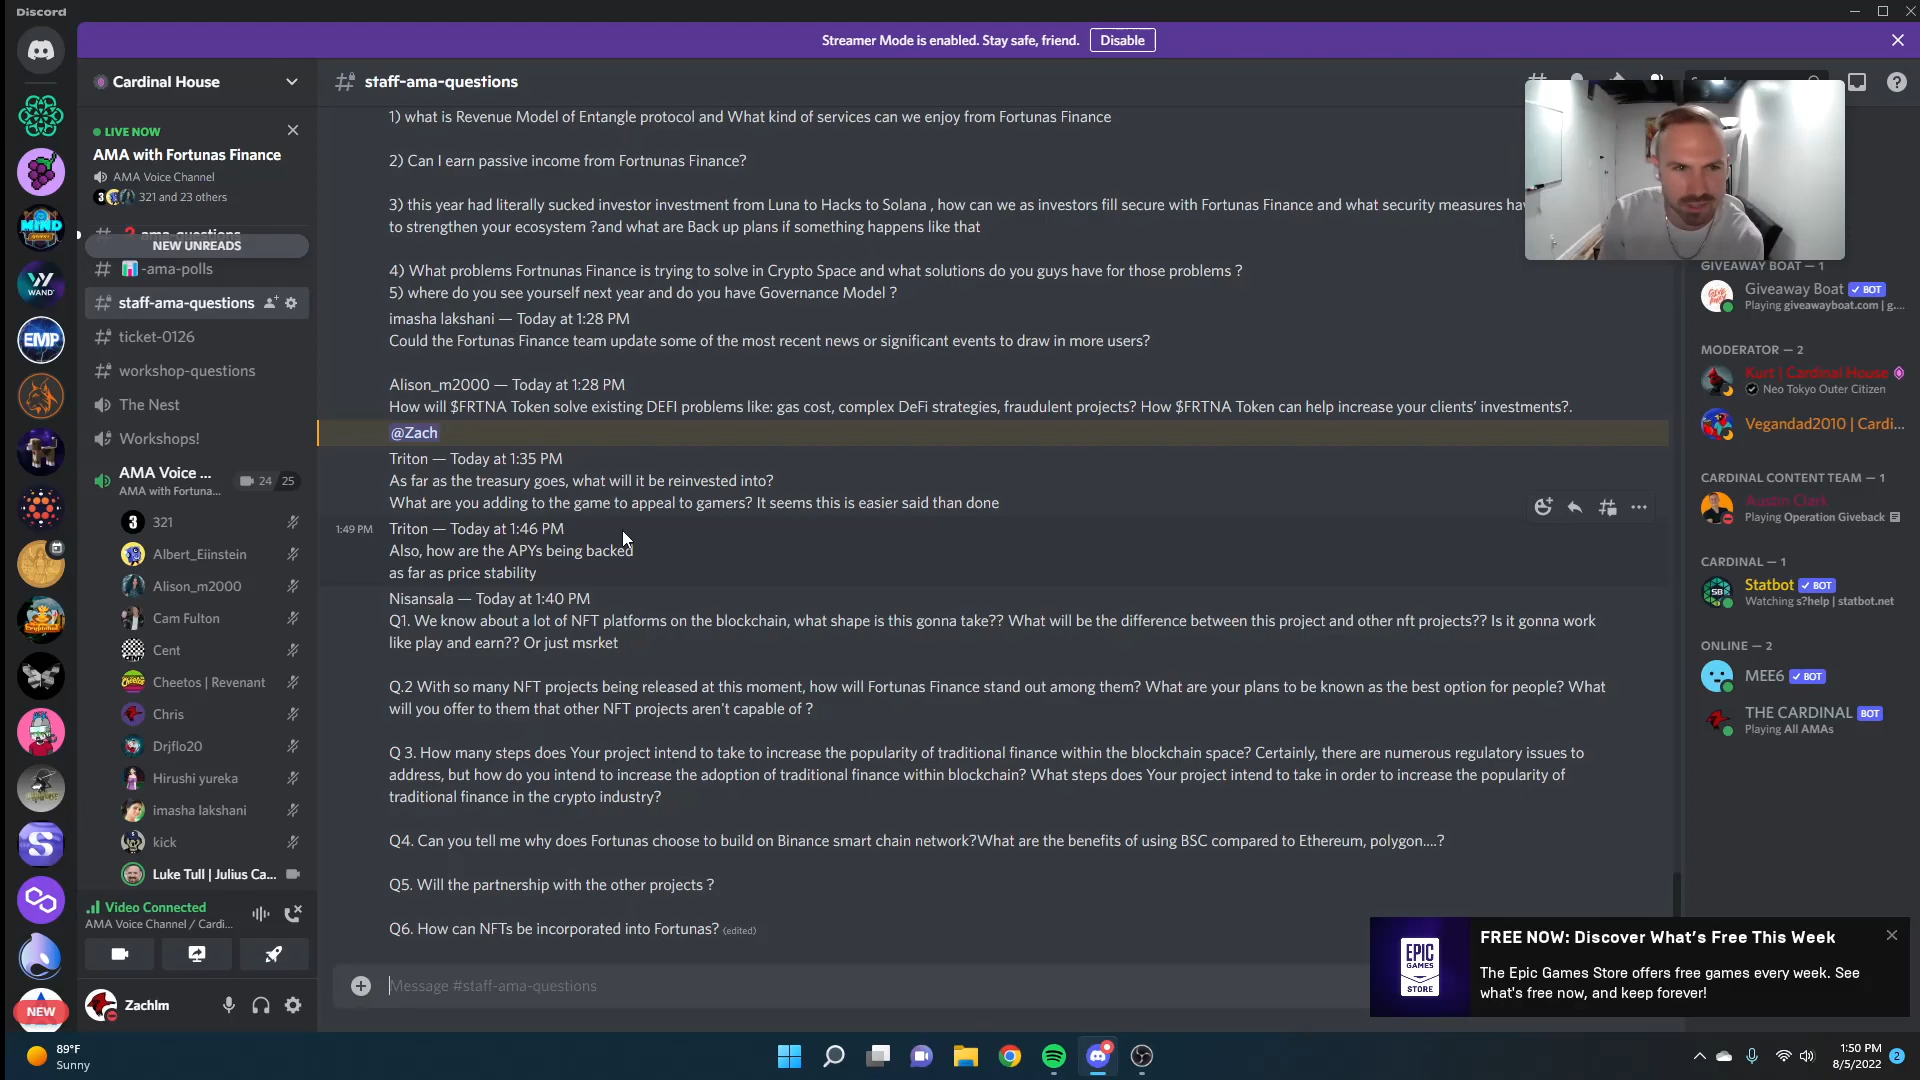 Discord
Streamer Mode is enabled. Stay safe, friend.
Disable
Cardinal House
LIVE NOW
AMA with Fortunas Finance
AMA Voice Channel
321 and 23 others
NEW UNREADS
-ama-polls
staff-ama-questions
ticket-0126
workshop-questions
The Nest
Workshops!
AMA Voice ...
24 25
AMA with Fortuna...
321
Albert_Eiinstein
Alison_m2000
Cam Fulton
Cent
Cheetos | Revenant
Chris
Drjflo20
Hirushi yureka
imasha lakshani
kick
Luke Tull | Julius Ca...
Video Connected
AMA Voice Channel / Cardi...
Zachlm
MIND
WAND
EMP
NEW
staff-ama-questions
1) what is Revenue Model of Entangle protocol and What kind of services can we enjoy from Fortunas Finance
2) Can I earn passive income from Fortnunas Finance?
3) this year had literally sucked investor investment from Luna to Hacks to Solana , how can we as investors fill secure with Fortunas Finance and what security measures
to strengthen your ecosystem ?and what are Back up plans if something happens like that
4) What problems Fortnunas Finance is trying to solve in Crypto Space and what solutions do you guys have for those problems ?
5) where do you see yourself next year and do you have Governance Model ?
imasha lakshani — Today at 1:28 PM
Could the Fortunas Finance team update some of the most recent news or significant events to draw in more users?
Alison_m2000 — Today at 1:28 PM
How will $FRTNA Token solve existing DEFI problems like: gas cost, complex DeFi strategies, fraudulent projects? How $FRTNA Token can help increase your clients' investments?.
@Zach
Triton — Today at 1:35 PM
As far as the treasury goes, what will it be reinvested into?
What are you adding to the game to appeal to gamers? It seems this is easier said than done
1:49 PM
Triton — Today at 1:46 PM
Also, how are the APYs being backed
as far as price stability
Nisansala — Today at 1:40 PM
Q1. We know about a lot of NFT platforms on the blockchain, what shape is this gonna take?? What will be the difference between this project and other nft projects?? Is it gonna work
like play and earn?? Or just msrket
Q.2 With so many NFT projects being released at this moment, how will Fortunas Finance stand out among them? What are your plans to be known as the best option for people? What
will you offer to them that other NFT projects aren't capable of ?
Q 3. How many steps does Your project intend to take to increase the popularity of traditional finance within the blockchain space? Certainly, there are numerous regulatory issues to
address, but how do you intend to increase the adoption of traditional finance within blockchain? What steps does Your project intend to take in order to increase the popularity of
traditional finance in the crypto industry?
Q4. Can you tell me why does Fortunas choose to build on Binance smart chain network?What are the benefits of using BSC compared to Ethereum, polygon....?
Q5. Will the partnership with the other projects ?
Q6. How can NFTs be incorporated into Fortunas? (edited)
Message #staff-ama-questions
GIVEAWAY BOAT — 1
Giveaway Boat BOT
Playing giveawayboat.com | g....
MODERATOR — 2
Kurt | Cardinal House
Neo Tokyo Outer Citizen
Vegandad2010 | Cardi...
CARDINAL CONTENT TEAM — 1
Austin Clark
Playing Operation Giveback
CARDINAL — 1
Statbot BOT
Watching s?help | statbot.net
ONLINE — 2
MEE6 BOT
THE CARDINAL BOT
Playing All AMAs
EPIC
GAMES
STORE
FREE NOW: Discover What's Free This Week
The Epic Games Store offers free games every week. See
what's free now, and keep forever!
89°F
Sunny
1:50 PM
8/5/2022
2